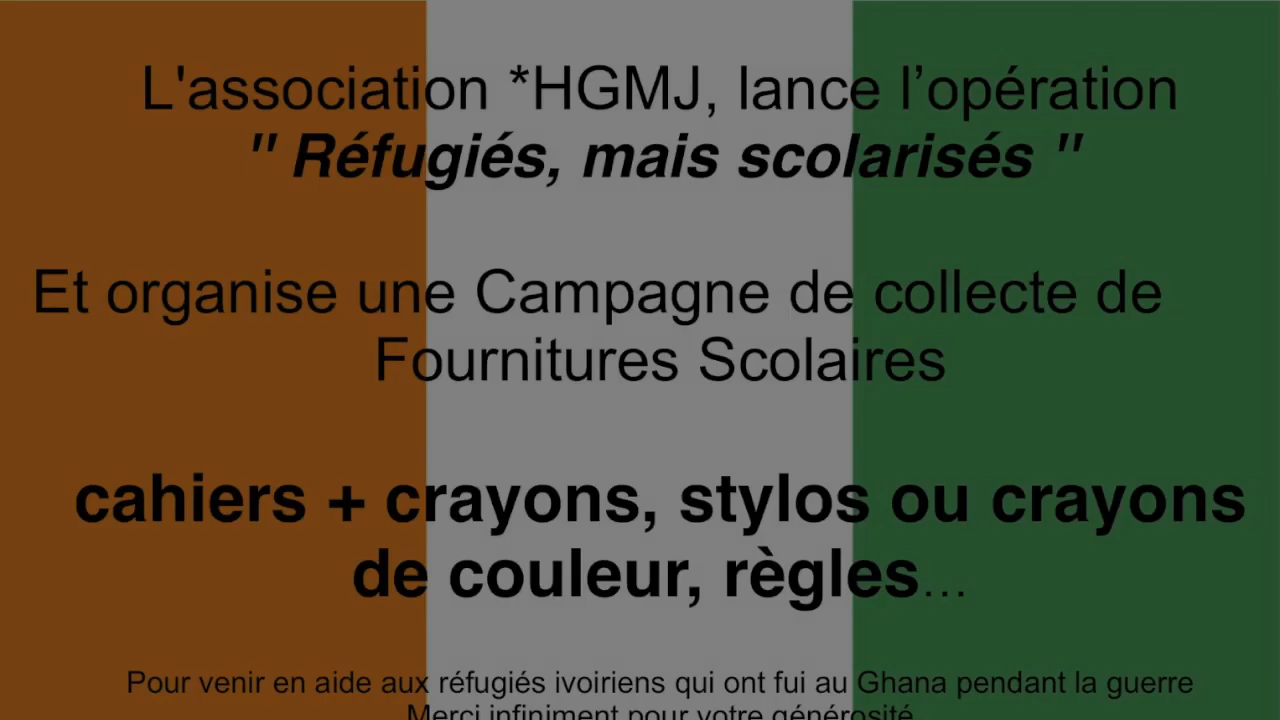 L'association *HGMJ, lance l’opération
" Réfugiés, mais scolarisés "
Et organise une Campagne de collecte de
Fournitures Scolaires
cahiers + crayons, stylos ou crayons
de couleur, règles...
Pour venir en aide aux réfugiés ivoiriens qui ont fui au Ghana pendant la guerre
Merci infiniment pour votre générosité